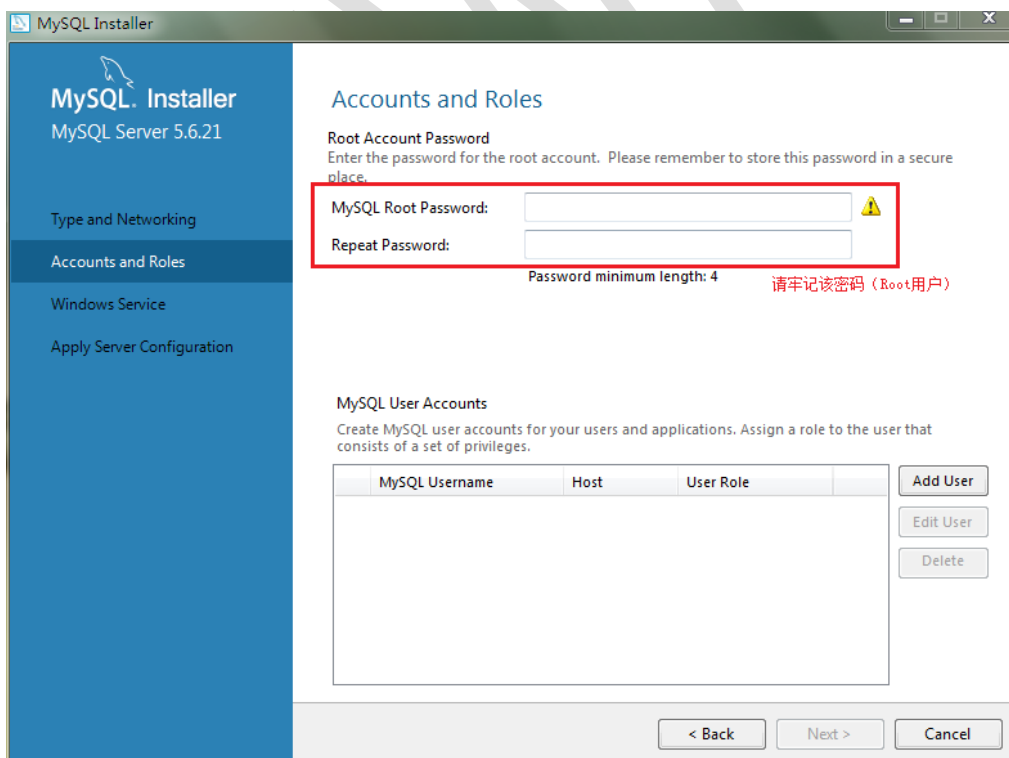 MySQL Installer
MySQL. Installer
MySQL Server 5.6.21
Type and Networking
Accounts and Roles
Windows Service
Apply Server Configuration
Accounts and Roles
Root Account Password
Enter the password for the root account. Please remember to store this password in a secure
place.
MySQL Root Password:
Repeat Password:
Password minimum length: 4
请牢记该密码（Root用户）
MySQL User Accounts
Create MySQL user accounts for your users and applications. Assign a role to the user that
consists of a set of privileges.
MySQL Username Host User Role
Add User
Edit User
Delete
< Back Next > Cancel